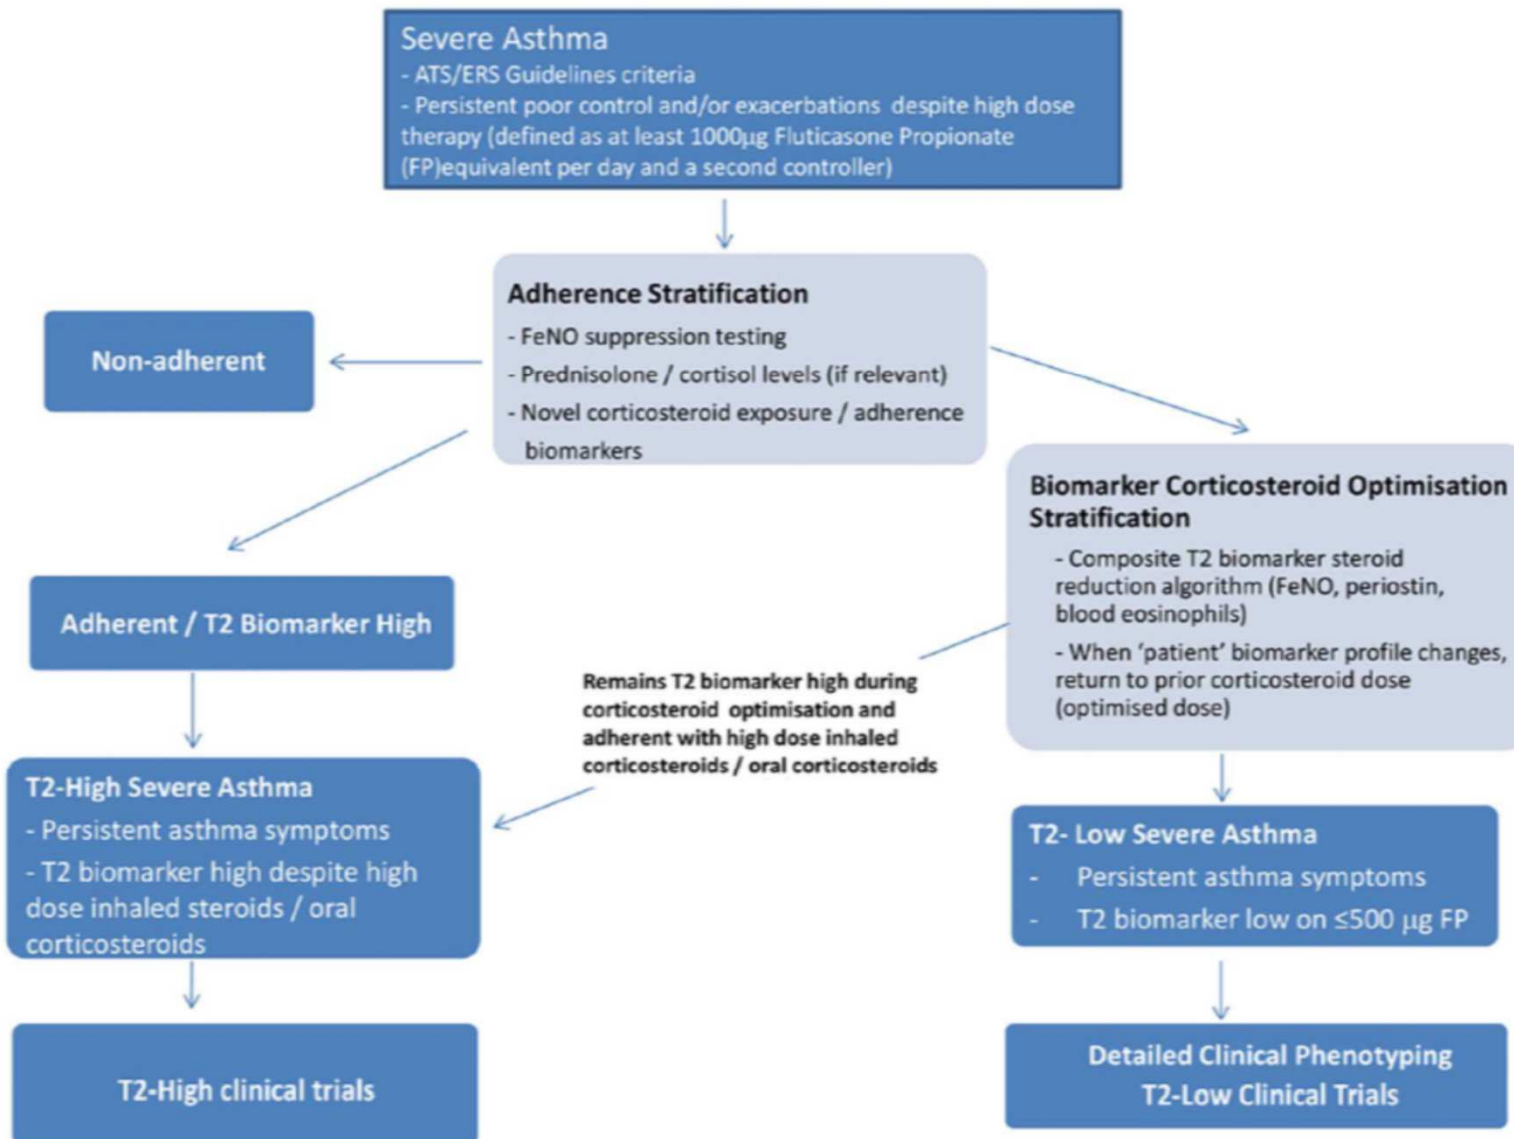 Severe Asthma
- ATS/ERS Guidelines criteria
- Persistent poor control and/or exacerbations despite high dose
therapy (defined as at least 1000µg Fluticasone Propionate
(FP)equivalent per day and a second controller)
Adherence Stratification
- FeNO suppression testing
- Prednisolone / cortisol levels (if relevant)
- Novel corticosteroid exposure / adherence
biomarkers
Non-adherent
Biomarker Corticosteroid Optimisation
Stratification
- Composite T2 biomarker steroid
reduction algorithm (FeNO, periostin,
blood eosinophils)
- When ‘patient’ biomarker profile changes,
return to prior corticosteroid dose
(optimised dose)
Adherent / T2 Biomarker High
Remains T2 biomarker high during
corticosteroid optimisation and
adherent with high dose inhaled
corticosteroids / oral corticosteroids
T2-High Severe Asthma
- Persistent asthma symptoms
- T2 biomarker high despite high
dose inhaled steroids / oral
corticosteroids
T2- Low Severe Asthma
- Persistent asthma symptoms
- T2 biomarker low on ≤500 µg FP
T2-High clinical trials
Detailed Clinical Phenotyping
T2-Low Clinical Trials